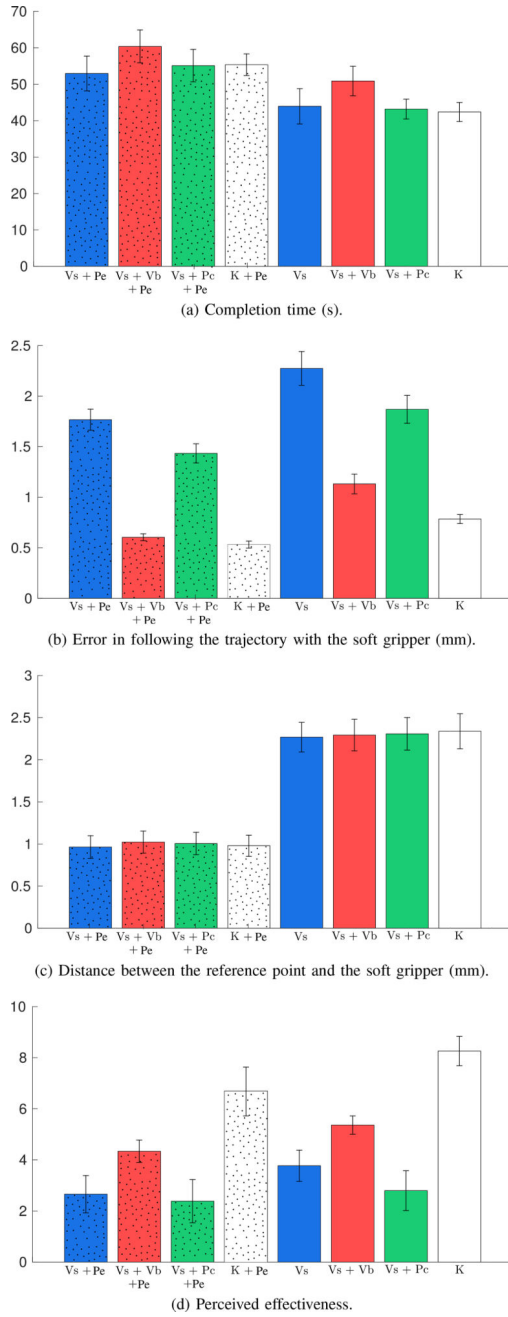 70
60
50
40
30
20
10
0
Vs + Pe
Vs + Vb
+ Pe
Vs + Pc
+ Pe
K + Pe
Vs
Vs + Vb
Vs + Pc
K
(a) Completion time (s).
2.5
2
1.5
1
0.5
0
Vs + Pe
Vs + Vb
+ Pe
Vs + Pc
+ Pe
K + Pe
Vs
Vs + Vb
Vs + Pc
K
(b) Error in following the trajectory with the soft gripper (mm).
3
2.5
2
1.5
1
0.5
0
Vs + Pe
Vs + Vb
+ Pe
Vs + Pc
+ Pe
K + Pe
Vs
Vs + Vb
Vs + Pc
K
(c) Distance between the reference point and the soft gripper (mm).
10
8
6
4
2
0
Vs +Pe
Vs + Vb
+Pe
Vs + Pc
+Pe
K + Pe
Vs
Vs + Vb
Vs + Pc
K
(d) Perceived effectiveness.